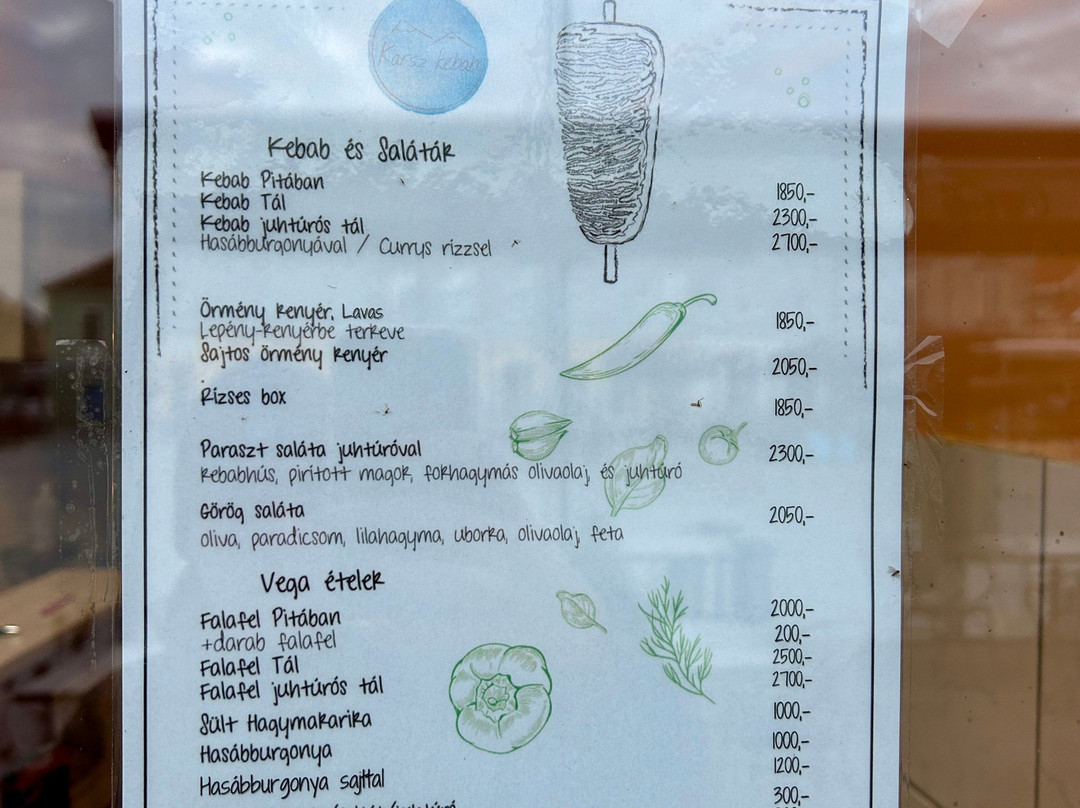 Karsz kebab
Kebab és Saláták
Kebab Pitában 1850,-
Kebab Tál 2300,-
Kebab juhtúrós tál 2700,-
Hasábburgonyával / Currys rizzsel
Örmény kenyér, Lavas 1850,-
Lepény-kenyérbe tekeve
Sajtos örmény kenyér 2050,-
Rizses box 1850,-
Paraszt saláta juhtúróval 2300,-
kebabhús, pirított magok, fokhagymás olivaolaj, és juhtúró
Görög saláta 2050,-
oliva, paradicsom, lilahagyma, uborka, olivaolaj, feta
Vega ételek
Falafel Pitában 2000,-
+darab falafel 200,-
Falafel Tál 2500,-
Falafel juhtúrós tál 2700,-
Sült Hagymakarika 1000,-
Hasábburgonya 1000,-
Hasábburgonya sajttal 1200,-
300,-